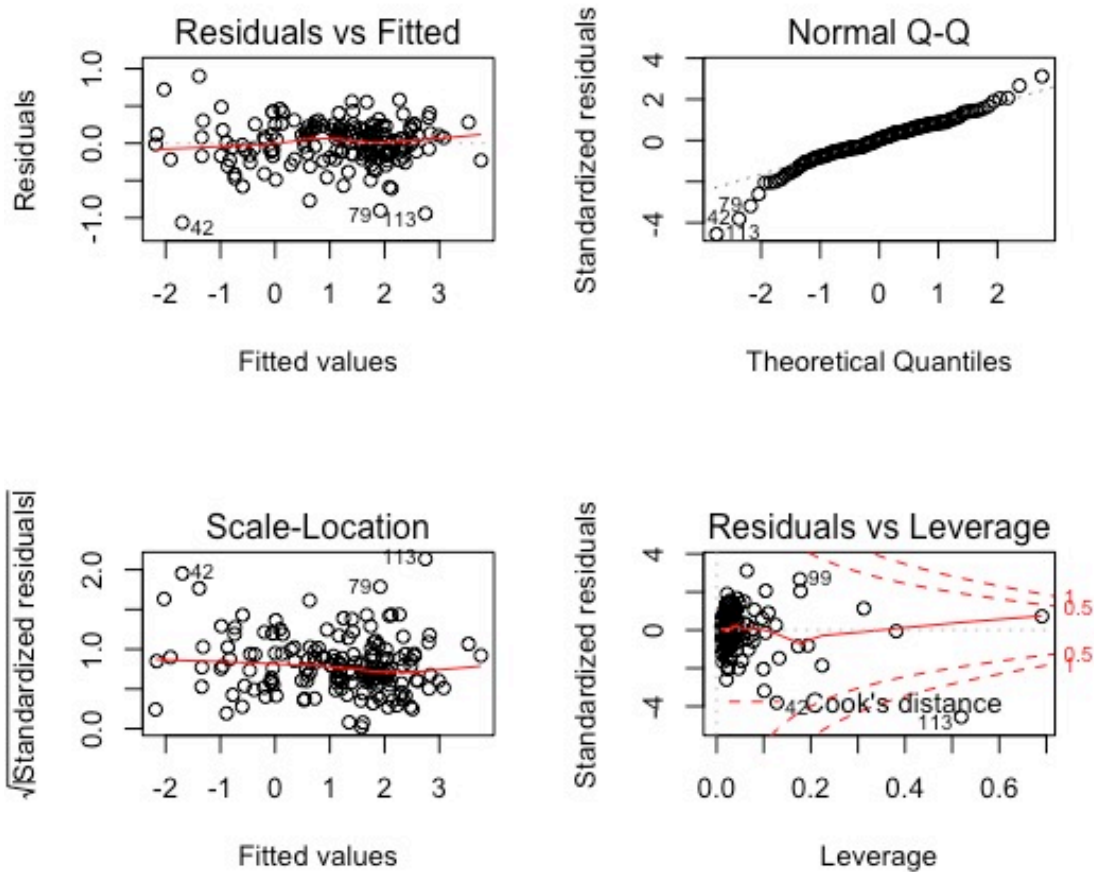 Residuals vs Fitted
Residuals
1.0
0.0
-1.0
42
79
113
-2 -1 0 1 2 3
Fitted values
Normal Q-Q
Standardized residuals
4
2
0
-4
79
42
113
-2 -1 0 1 2
Theoretical Quantiles
Scale-Location
√|Standardized residuals|
2.0
1.0
0.0
42
79
113
-2 -1 0 1 2 3
Fitted values
Residuals vs Leverage
Standardized residuals
4
0
-4
99
42
Cook's distance
113
1
0.5
0.5
1
0.0 0.2 0.4 0.6
Leverage